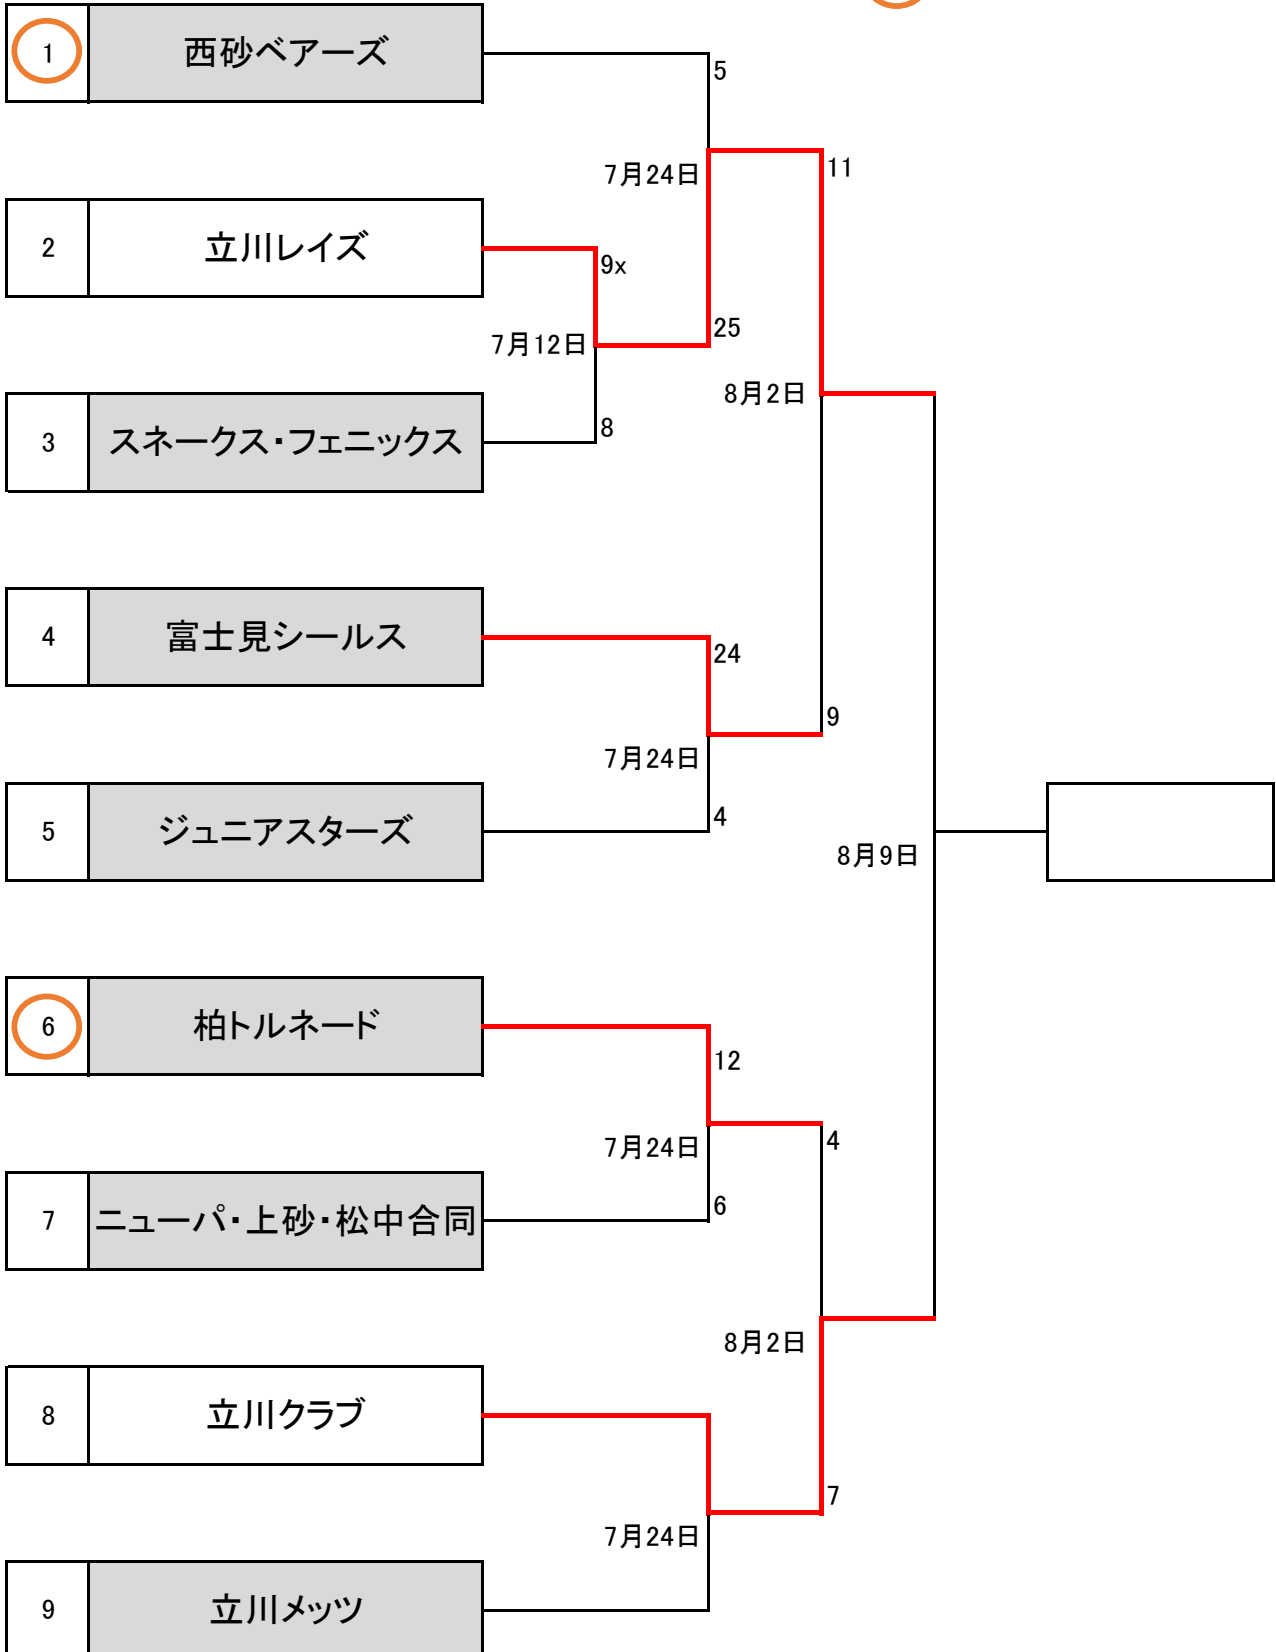 1 西砂ベアーズ
5
7月24日
11
2 立川レイズ
9x
7月12日
25
8月2日
3 スネークス・フェニックス
8
4 富士見シールス
24
9
7月24日
5 ジュニアスターズ
4
8月9日
6 柏トルネード
12
7月24日
4
7 ニューパ・上砂・松中合同
6
8月2日
8 立川クラブ
7
7月24日
9 立川メッツ